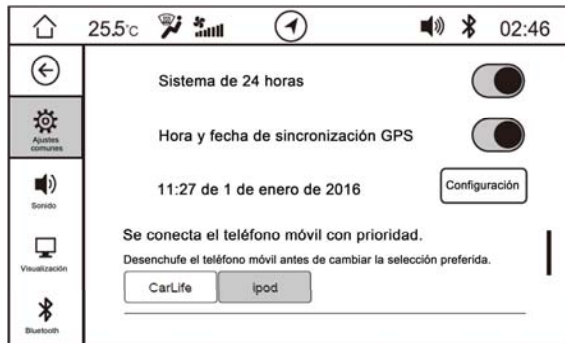 25.5°C 02:46
Sistema de 24 horas
Ajustes comunes
Hora y fecha de sincronización GPS
11:27 de 1 de enero de 2016
Configuración
Sonido
Se conecta el teléfono móvil con prioridad.
Desenchufe el teléfono móvil antes de cambiar la selección preferida.
Visualización
CarLife ipod
Bluetooth